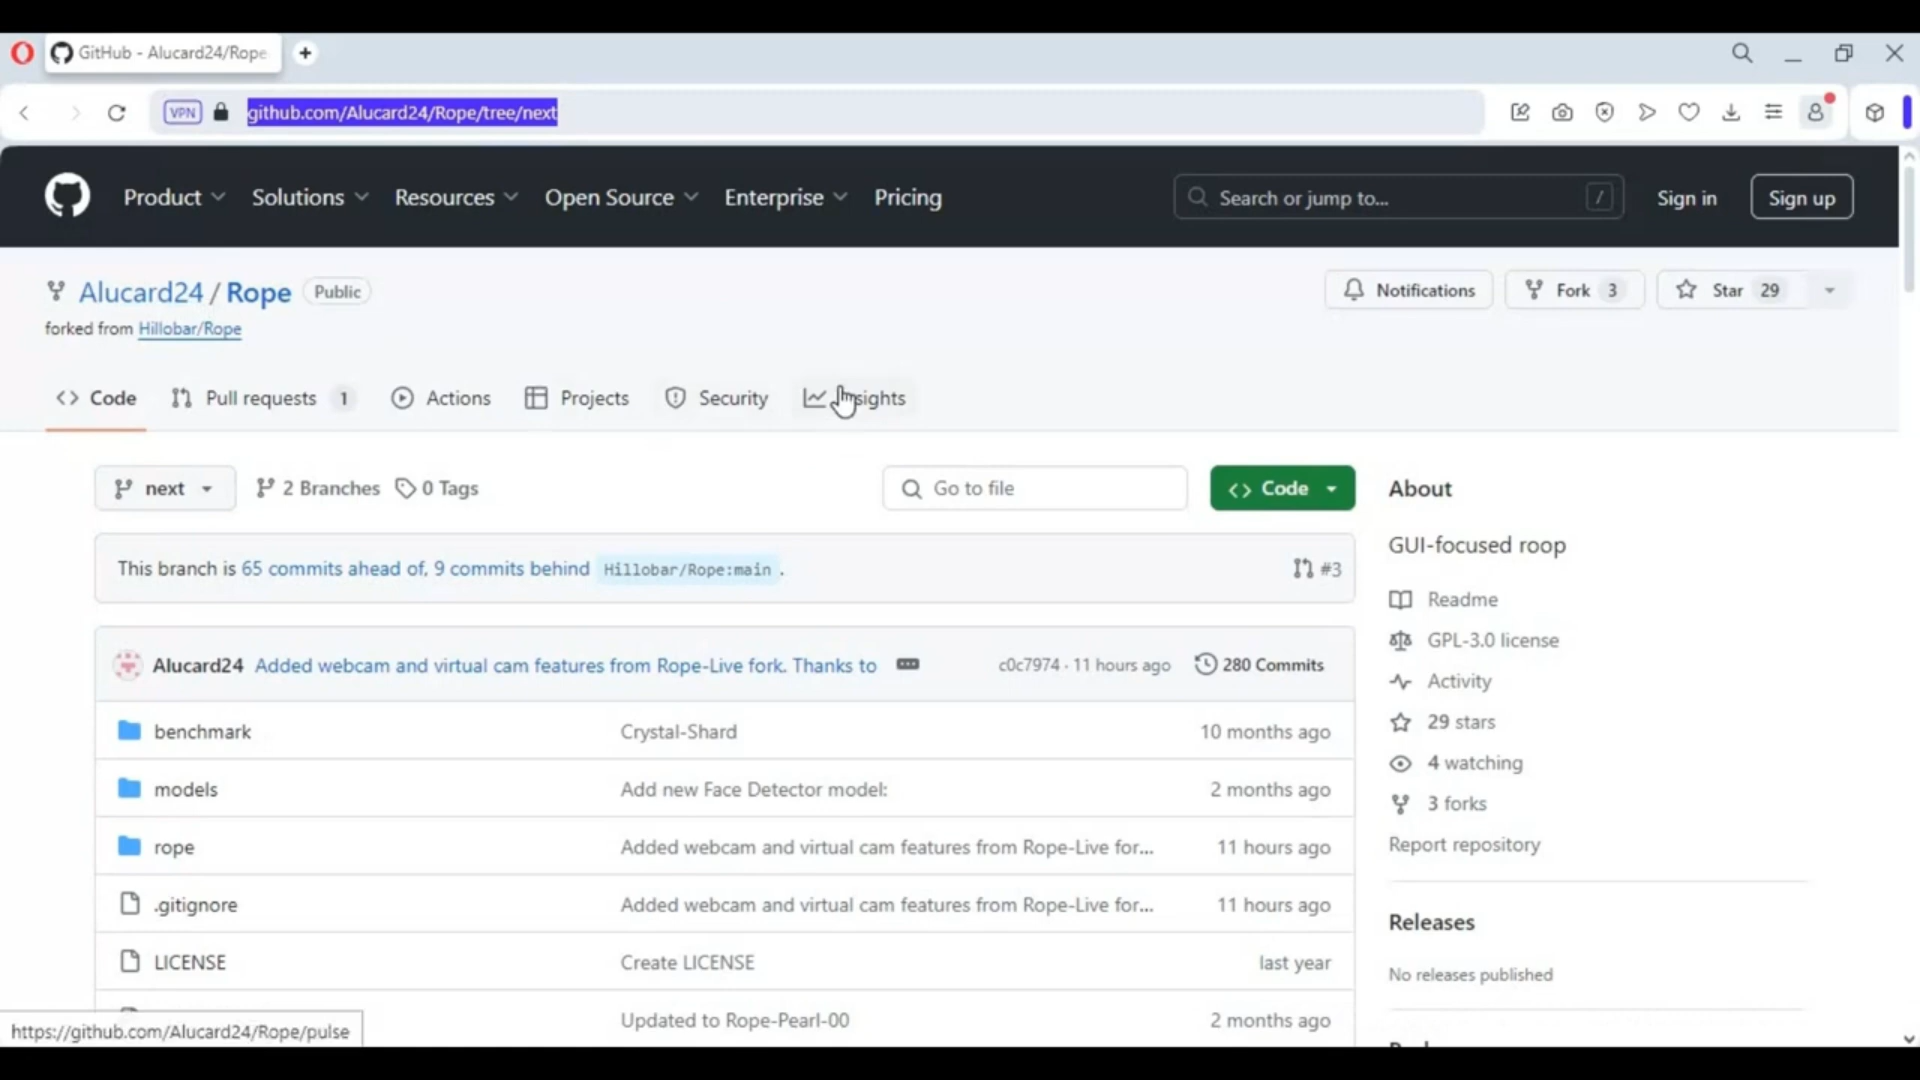 GitHub - Alucard24/Rope
VPN github.com/Alucard24/Rope/tree/next
Product Solutions Resources Open Source Enterprise Pricing Search or jump to... / Sign in Sign up
Alucard24 / Rope Public
Notifications Fork 3 Star 29
forked from Hillobar/Rope
Code Pull requests 1 Actions Projects Security sights
next 2 Branches 0 Tags Go to file Code
About
GUI-focused roop
This branch is 65 commits ahead of, 9 commits behind Hillobar/Rope:main . #3
Readme
GPL-3.0 license
Alucard24 Added webcam and virtual cam features from Rope-Live fork. Thanks to c0c7974 · 11 hours ago 280 Commits
Activity
29 stars
benchmark Crystal-Shard 10 months ago
4 watching
models Add new Face Detector model: 2 months ago
3 forks
rope Added webcam and virtual cam features from Rope-Live for... 11 hours ago
Report repository
.gitignore Added webcam and virtual cam features from Rope-Live for... 11 hours ago
Releases
LICENSE Create LICENSE last year
No releases published
Updated to Rope-Pearl-00 2 months ago
https://github.com/Alucard24/Rope/pulse